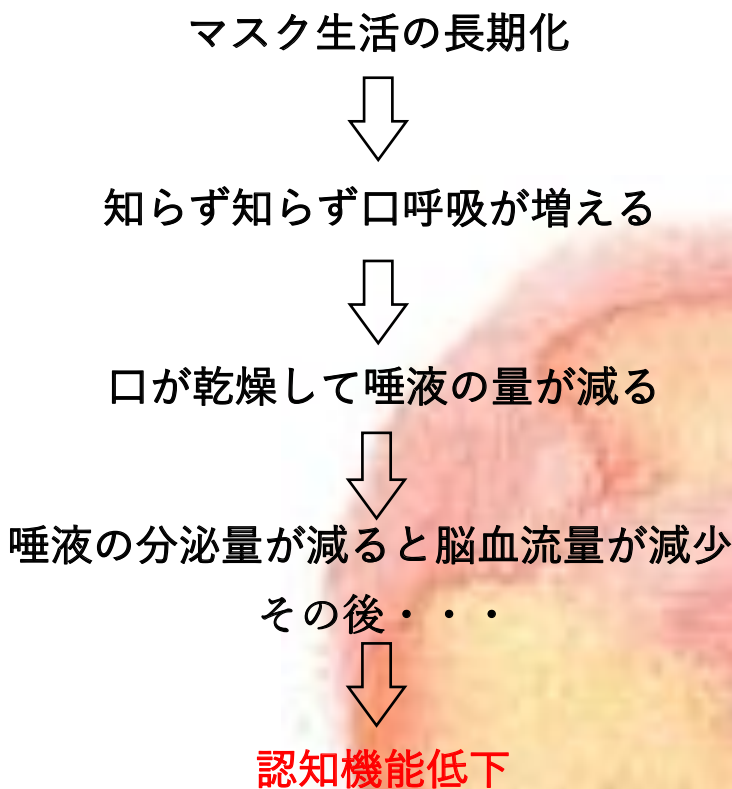 マスク生活の長期化
知らず知らず口呼吸が増える
口が乾燥して唾液の量が減る
唾液の分泌量が減ると脳血流量が減少
その後・・・
認知機能低下